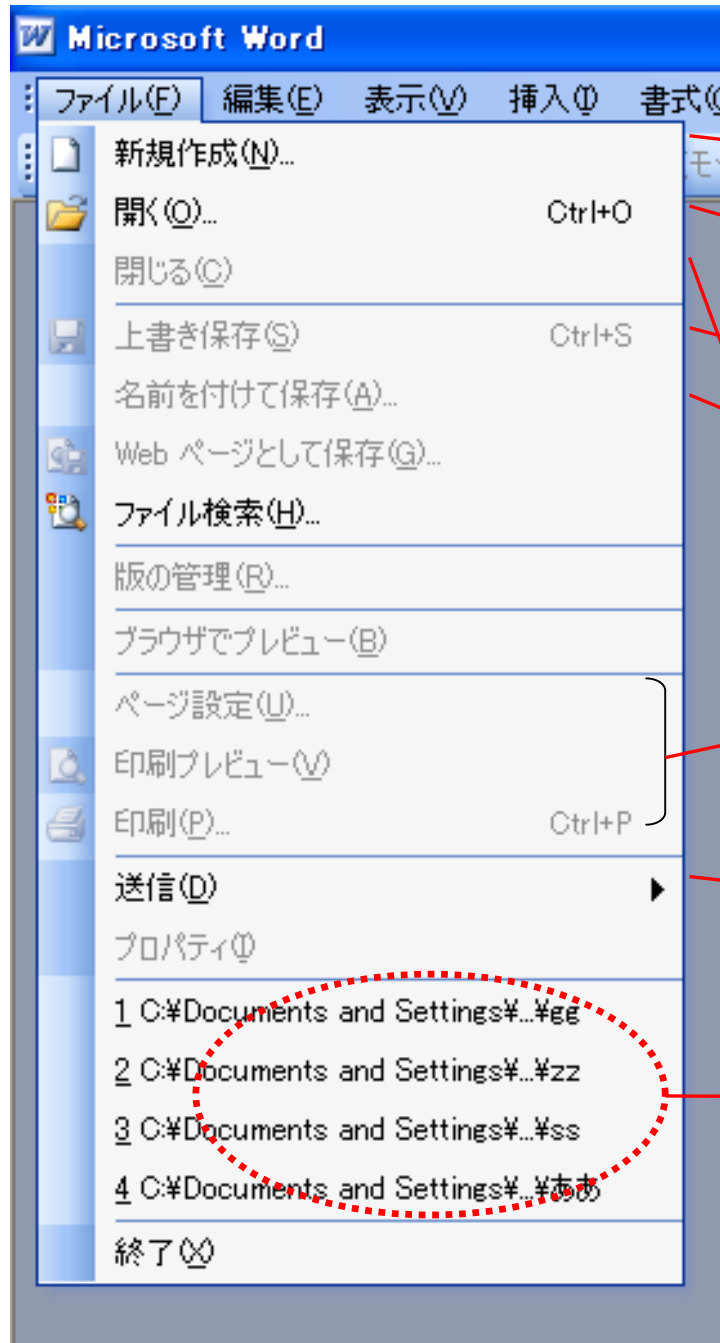 Microsoft Word
ファイル(F) 編集(E) 表示(V) 挿入(I) 書式(O
新規作成(N)...
開く(O)... Ctrl+O
閉じる(C)
上書き保存(S) Ctrl+S
名前を付けて保存(A)...
Web ページとして保存(G)...
ファイル検索(H)...
版の管理(R)...
ブラウザでプレビュー(B)
ページ設定(U)...
印刷プレビュー(V)
印刷(P)... Ctrl+P
送信(D)
プロパティ(I)
1 C:¥Documents and Settings¥...¥gg
2 C:¥Documents and Settings¥...¥zz
3 C:¥Documents and Settings¥...¥ss
4 C:¥Documents and Settings¥...¥ああ
終了(X)